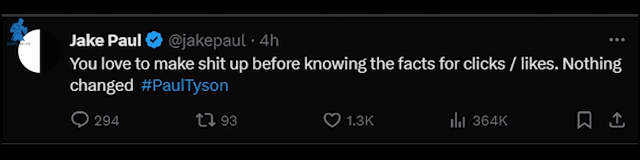 Jake Paul @jakepaul · 4h
You love to make shit up before knowing the facts for clicks / likes. Nothing
changed #PaulTyson
294 93 1.3K 364K